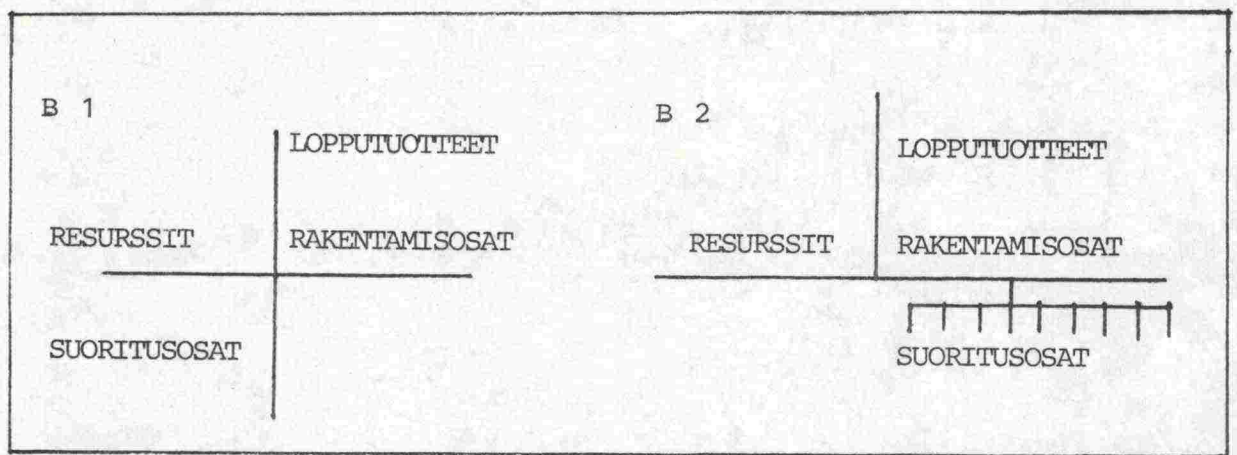 B 1
LOPPUTUOTTEET
RESURSSIT RAKENTAMISOSAT
SUORITUSOSAT
B 2
LOPPUTUOTTEET
RESURSSIT RAKENTAMISOSAT
SUORITUSOSAT